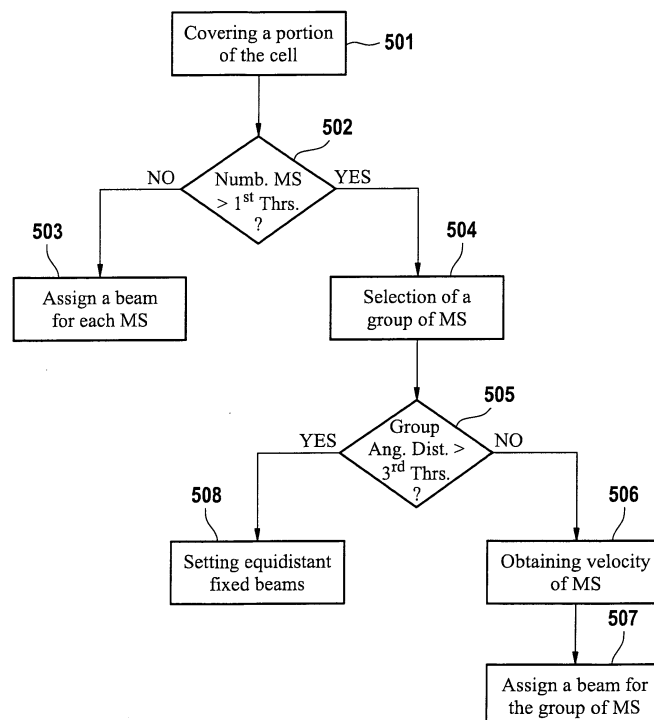 Covering a portion
of the cell
501
502
NO
YES
Numb. MS
> 1st Thrs.
?
503
504
Assign a beam
for each MS
Selection of a
group of MS
505
YES
NO
Group
Ang. Dist. >
3rd Thrs.
?
508
506
Setting equidistant
fixed beams
Obtaining velocity
of MS
507
Assign a beam for
the group of MS